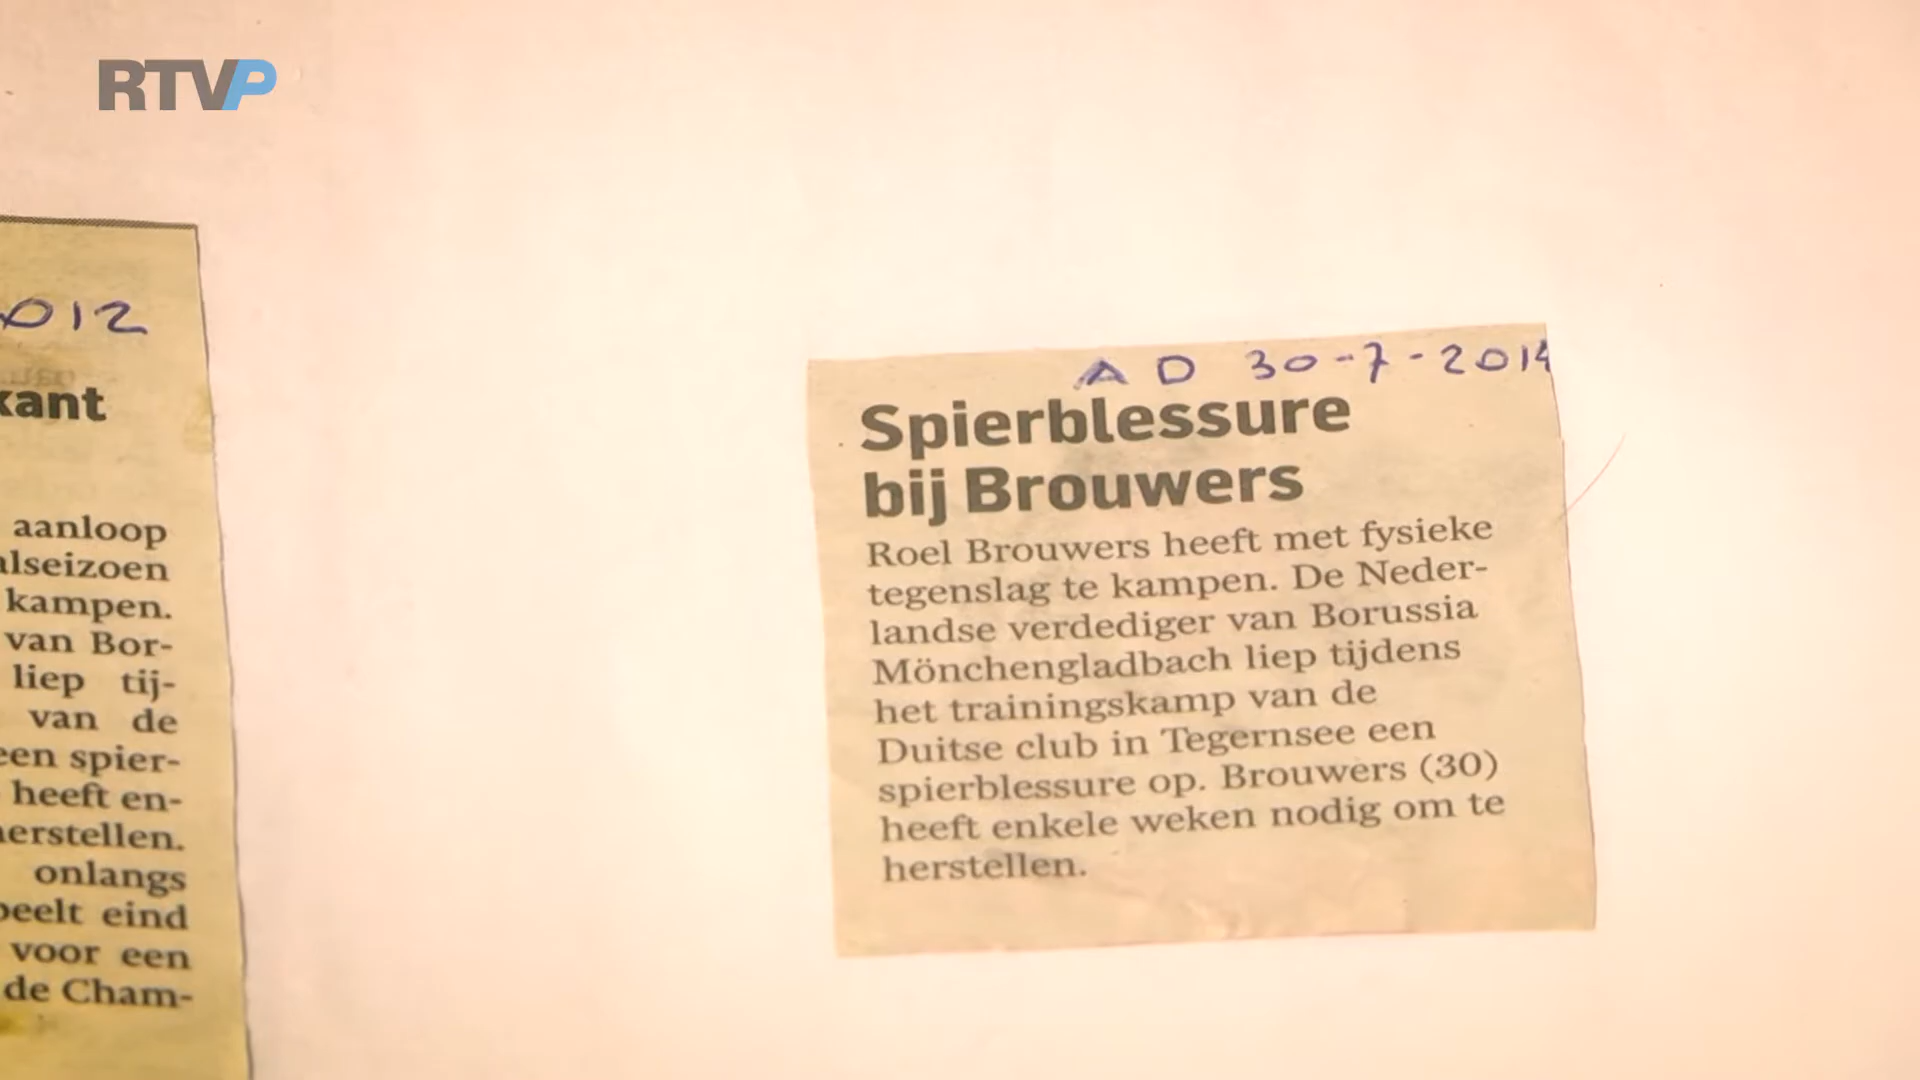 RTVP
012
kant
aanloop
alseizoen
kampen.
van Bor-
liep tij-
van de
een spier-
heeft en-
herstellen.
onlangs
peelt eind
voor een
de Cham-
AD 30-7-2014
Spierblessure
bij Brouwers
Roel Brouwers heeft met fysieke
tegenslag te kampen. De Neder-
landse verdediger van Borussia
Mönchengladbach liep tijdens
het trainingskamp van de
Duitse club in Tegernsee een
spierblessure op. Brouwers (30)
heeft enkele weken nodig om te
herstellen.